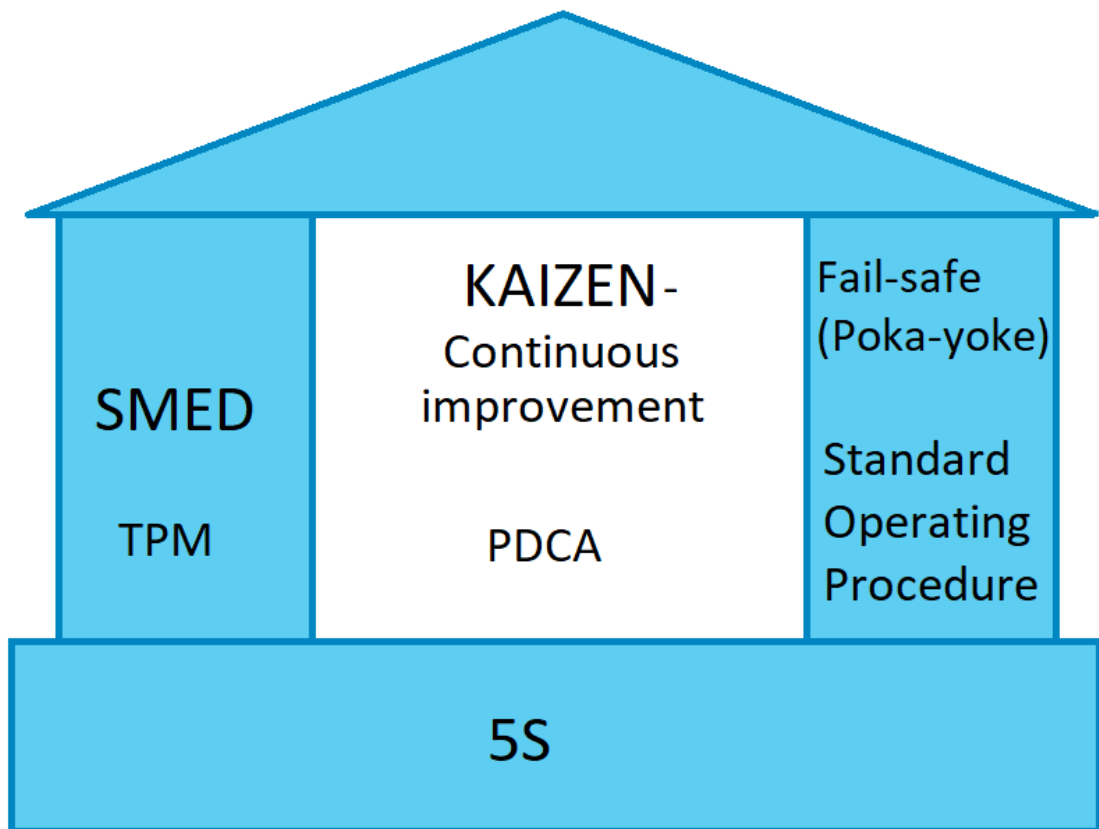 SMED
TPM
KAIZEN -
Continuous
improvement
PDCA
Fail-safe
(Poka-yoke)
Standard
Operating
Procedure
5S